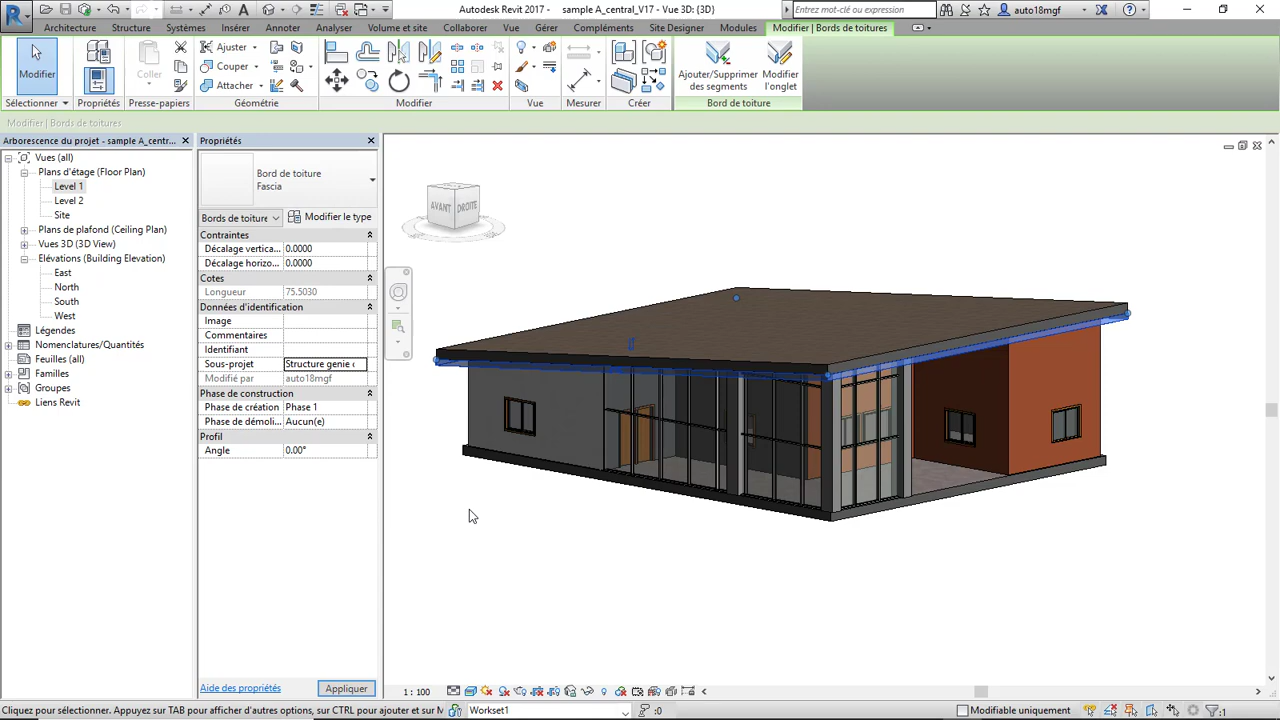 Autodesk Revit 2017 - sample A_central_V17 - Vue 3D: {3D}
Entrez mot-clé ou expression
auto18mgf
Architecture Structure Systèmes Insérer Annoter Analyser Volume et site Collaborer Vue Gérer Compléments Site Designer Modules Modifier | Bords de toitures
Modifier
Coller
Ajouter
Couper
Attacher
Ajouter/Supprimer des segments
Modifier l'onglet
Sélectionner Propriétés Presse-papiers Géométrie Modifier Vue Mesurer Créer Bord de toiture
Modifier | Bords de toitures
Arborescence du projet - sample A_centr...
Vues (all)
Plans d'étage (Floor Plan)
Level 1
Level 2
Site
Plans de plafond (Ceiling Plan)
Vues 3D (3D View)
Elévations (Building Elevation)
East
North
South
West
Légendes
Nomenclatures/Quantités
Feuilles (all)
Familles
Groupes
Liens Revit
Propriétés
Bord de toiture
Fascia
Bords de toiture
Modifier le type
Contraintes
Décalage vertica... 0.0000
Décalage horizo... 0.0000
Cotes
Longueur 75.5030
Données d'identification
Image
Commentaires
Identifiant
Sous-projet Structure genie c
Modifié par auto18mgf
Phase de construction
Phase de création Phase 1
Phase de démoli... Aucun(e)
Profil
Angle 0.00°
Aide des propriétés
Appliquer
AVANT DROITE
1 : 100
Cliquez pour sélectionner. Appuyez sur TAB pour afficher d'autres options, sur CTRL pour ajouter et sur M
Workset1
:0
Modifiable uniquement
:1